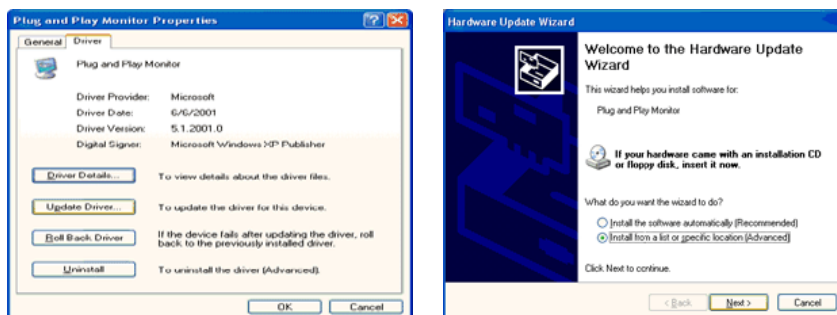 Plug and Play Monitor Properties
General Driver
Plug and Play Monitor
Driver Provider: Microsoft
Driver Date: 6/6/2001
Driver Version: 5.1.2001.0
Digital Signer: Microsoft Windows XP Publisher
Driver Details... To view details about the driver files.
Update Driver... To update the driver for this device.
Roll Back Driver If the device fails after updating the driver, roll
back to the previously installed driver.
Uninstall To uninstall the driver (Advanced).
OK Cancel
Hardware Update Wizard
Welcome to the Hardware Update
Wizard
This wizard helps you install software for:
Plug and Play Monitor
If your hardware came with an installation CD
or floppy disk, insert it now.
What do you want the wizard to do?
Install the software automatically (Recommended)
Install from a list or specific location (Advanced)
Click Next to continue.
< Back Next > Cancel